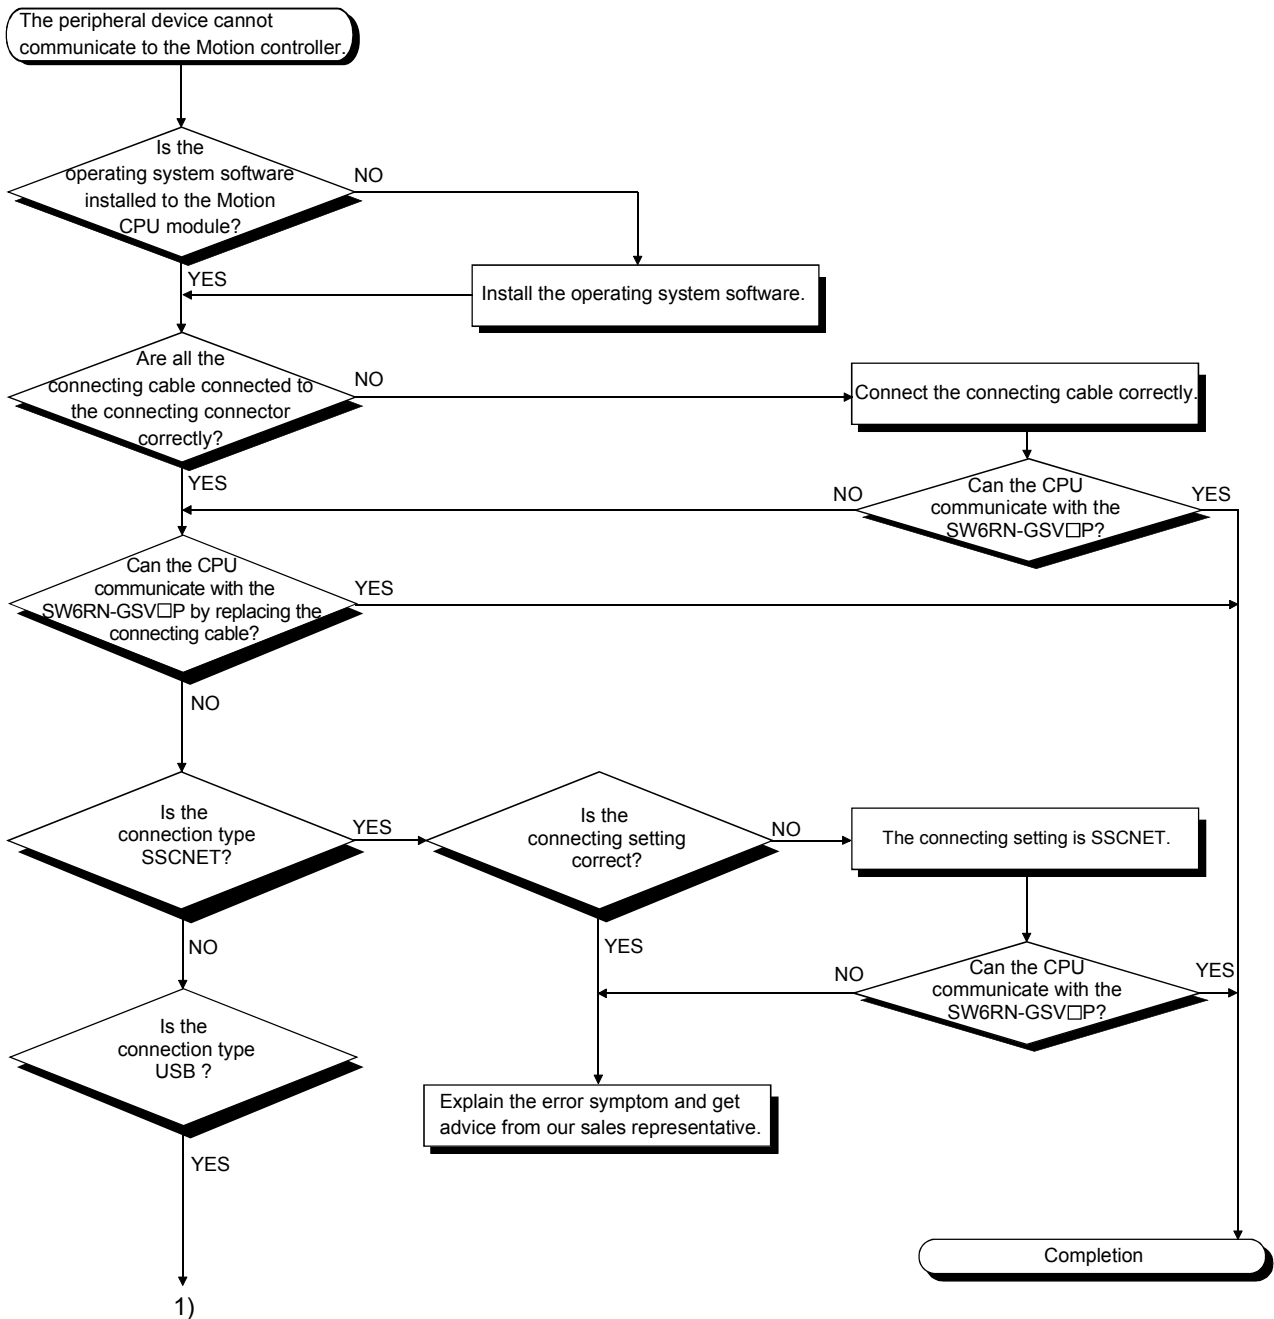 The peripheral device cannot
communicate to the Motion controller.
Is the
operating system software
installed to the Motion
CPU module?
NO
YES
Install the operating system software.
Are all the
connecting cable connected to
the connecting connector
correctly?
NO
Connect the connecting cable correctly.
YES
NO
Can the CPU
communicate with the
SW6RN-GSV□P?
YES
Can the CPU
communicate with the
SW6RN-GSV□P by replacing the
connecting cable?
YES
NO
Is the
connection type
SSCNET?
YES
Is the
connecting setting
correct?
NO
The connecting setting is SSCNET.
NO
YES
NO
Can the CPU
communicate with the
SW6RN-GSV□P?
YES
Is the
connection type
USB ?
Explain the error symptom and get
advice from our sales representative.
YES
Completion
1)